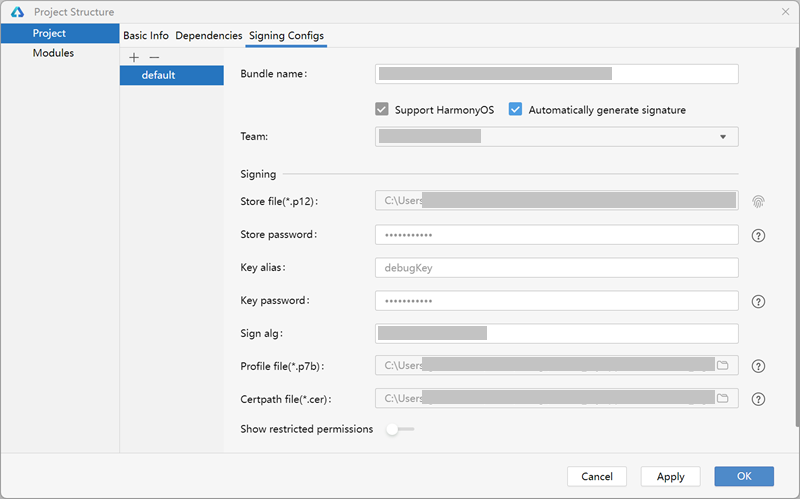 Project Structure
Project
Modules
Basic Info Dependencies Signing Configs
default
Bundle name:
Support HarmonyOS Automatically generate signature
Team:
Signing
Store file(*.p12): C:\Users
Store password: •••••••••••
Key alias: debugKey
Key password: •••••••••••
Sign alg:
Profile file(*.p7b): C:\Users
Certpath file(*.cer): C:\Users
Show restricted permissions
Cancel Apply OK